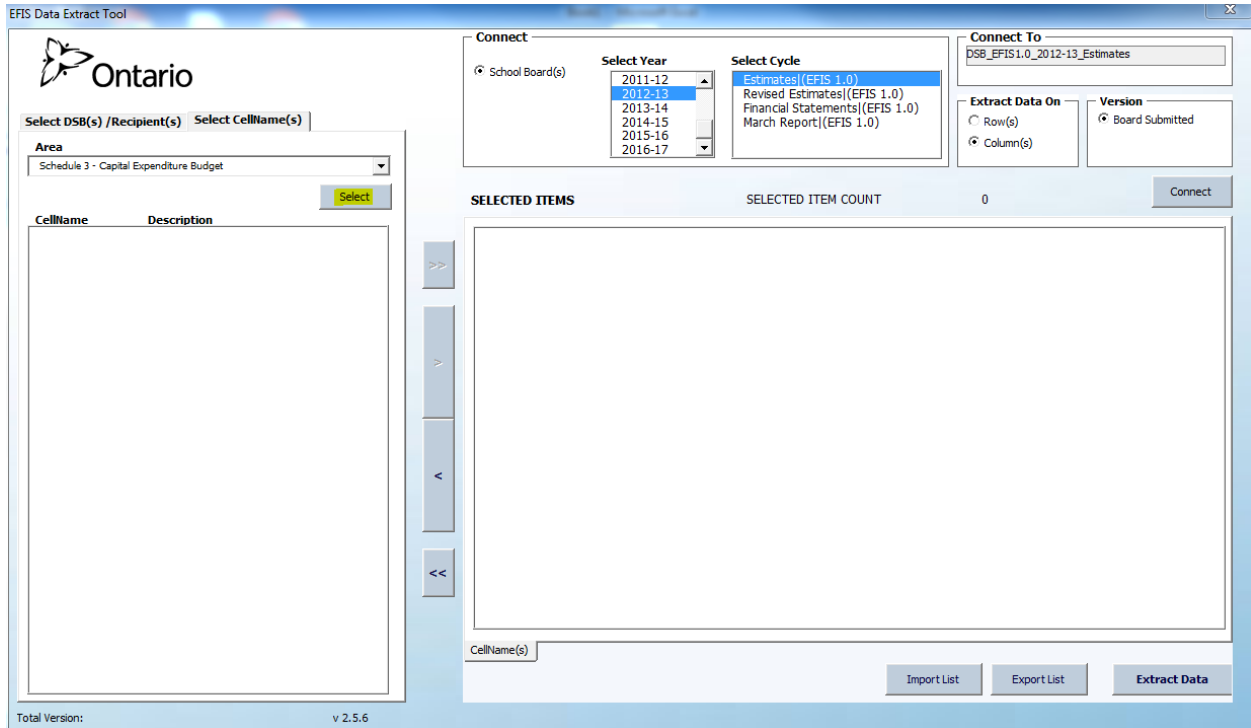 EFIS Data Extract Tool
Ontario
Select DSB(s) /Recipient(s)
Select CellName(s)
Area
Schedule 3 - Capital Expenditure Budget
Select
CellName Description
Connect
School Board(s)
Select Year
2011-12
2012-13
2013-14
2014-15
2015-16
2016-17
Select Cycle
Estimates|(EFIS 1.0)
Revised Estimates|(EFIS 1.0)
Financial Statements|(EFIS 1.0)
March Report|(EFIS 1.0)
Connect To
DSB_EFIS1.0_2012-13_Estimates
Extract Data On
Row(s)
Column(s)
Version
Board Submitted
Connect
SELECTED ITEMS SELECTED ITEM COUNT 0
>>
>
<
<<
CellName(s)
Import List
Export List
Extract Data
Total Version: v 2.5.6